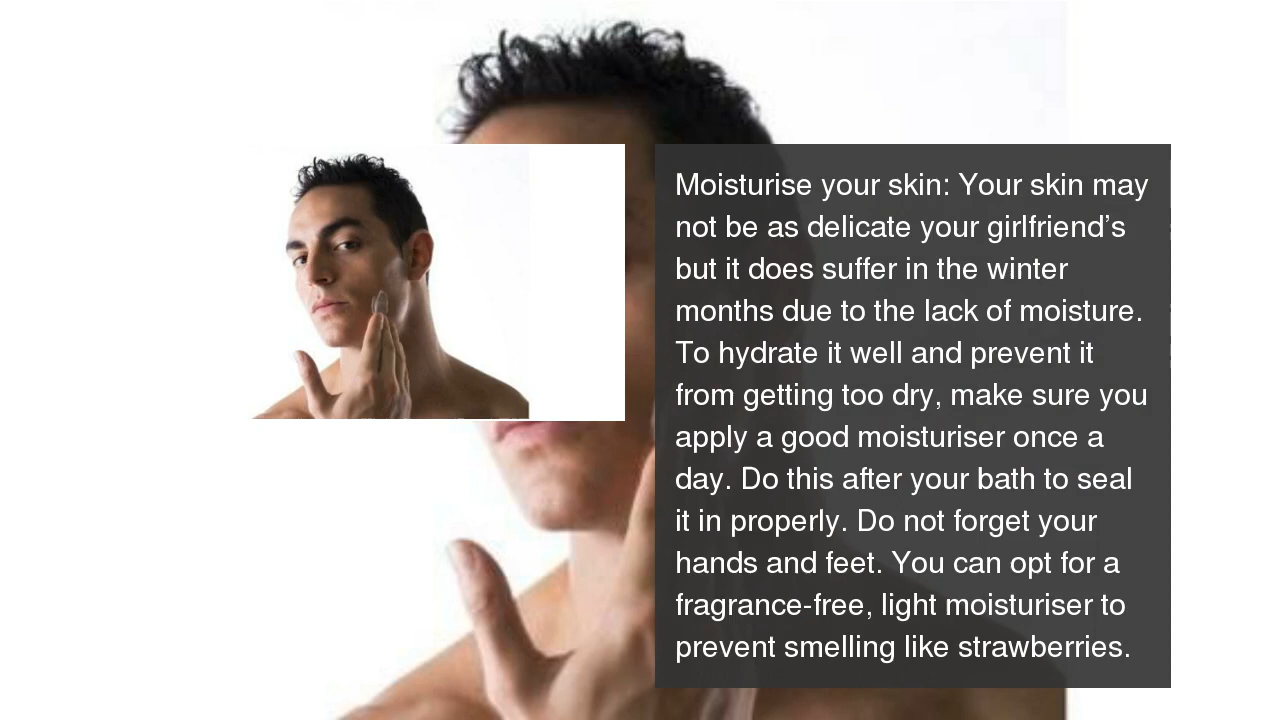 Moisturise your skin: Your skin may
not be as delicate your girlfriend’s
but it does suffer in the winter
months due to the lack of moisture.
To hydrate it well and prevent it
from getting too dry, make sure you
apply a good moisturiser once a
day. Do this after your bath to seal
it in properly. Do not forget your
hands and feet. You can opt for a
fragrance-free, light moisturiser to
prevent smelling like strawberries.